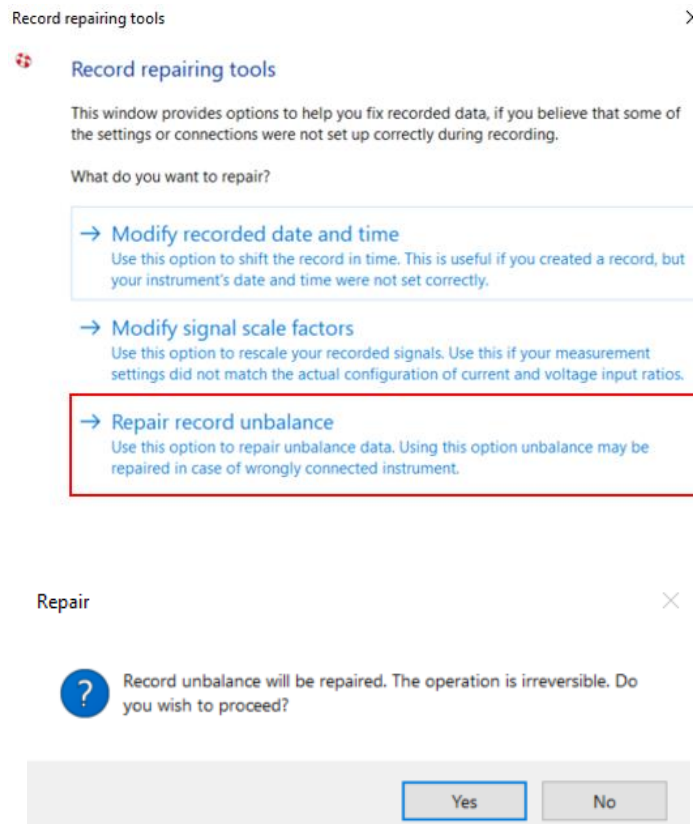 Record repairing tools
Record repairing tools
This window provides options to help you fix recorded data, if you believe that some of
the settings or connections were not set up correctly during recording.
What do you want to repair?
→ Modify recorded date and time
Use this option to shift the record in time. This is useful if you created a record, but
your instrument's date and time were not set correctly.
→ Modify signal scale factors
Use this option to rescale your recorded signals. Use this if your measurement
settings did not match the actual configuration of current and voltage input ratios.
→ Repair record unbalance
Use this option to repair unbalance data. Using this option unbalance may be
repaired in case of wrongly connected instrument.
Repair
Record unbalance will be repaired. The operation is irreversible. Do
you wish to proceed?
Yes No